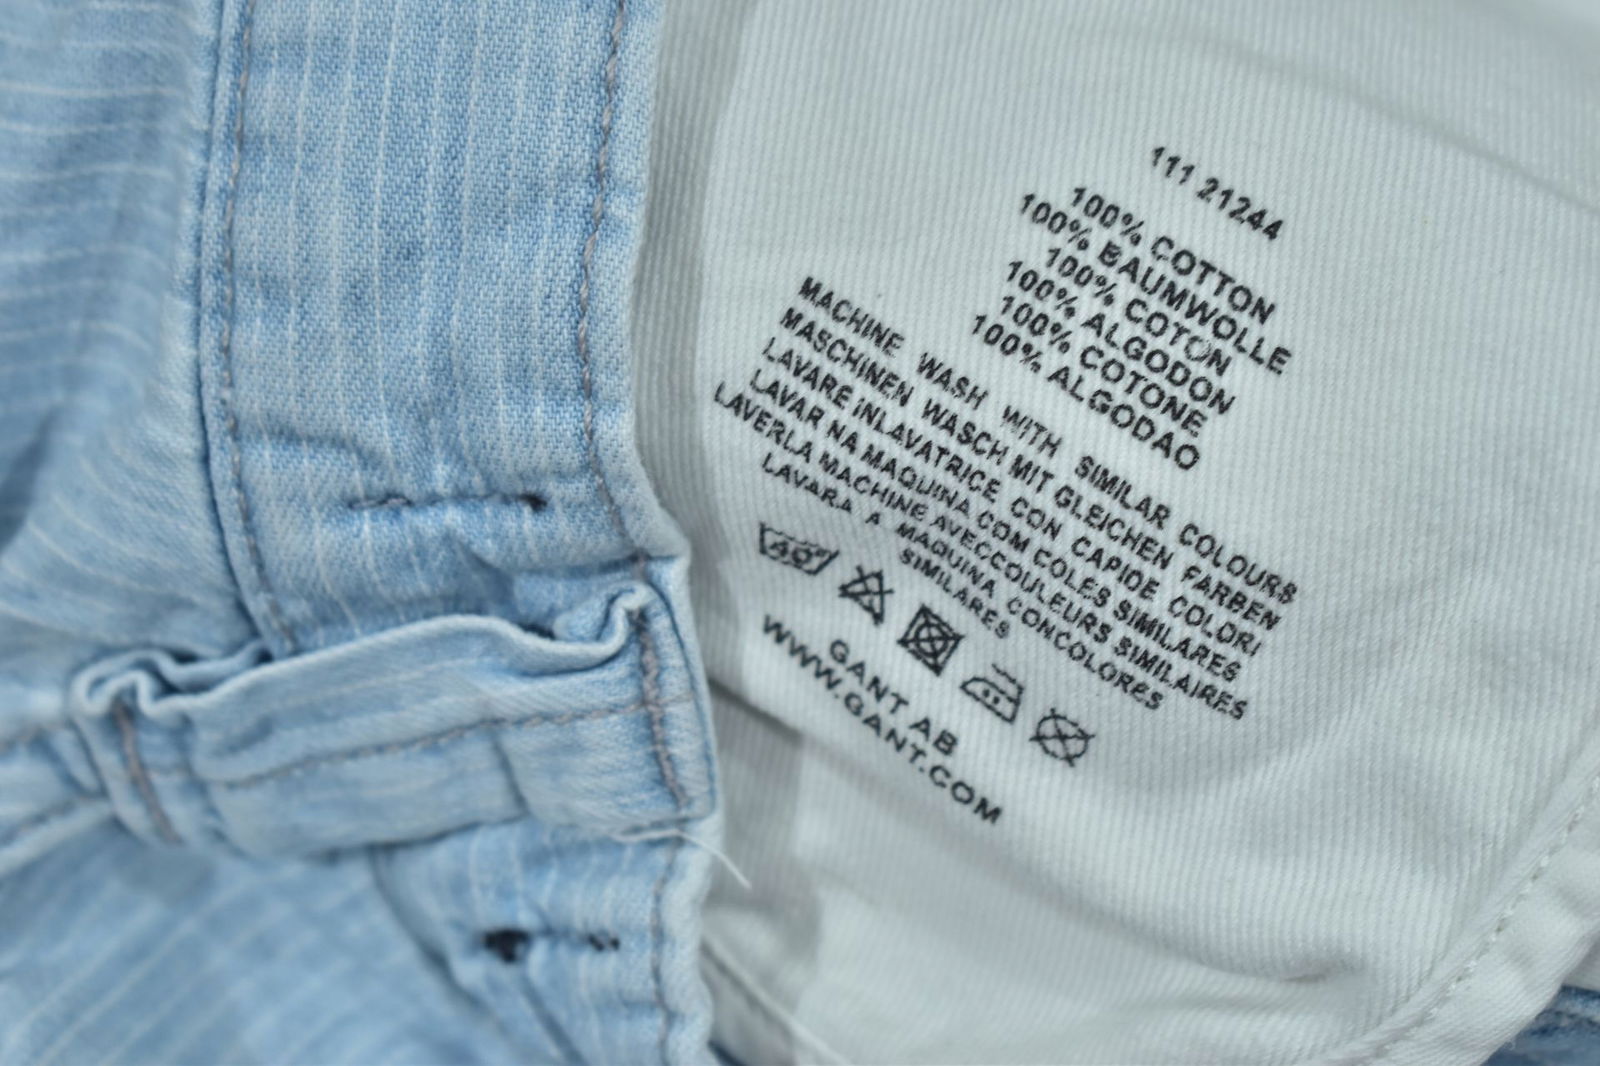 111 21244
100% COTTON
100% BAUMWOLLE
100% COTON
100% ALGODON
100% COTONE
100% ALGODAO
MACHINE WASH WITH SIMILAR COLOURS
MASCHINEN WASCH MIT GLEICHEN FARBEN
LAVARE INLAVATRICE CON CAPIDE COLORI
LAVAR NA MAQUINA COM COLES SIMILARES
LAVERLA MACHINE AVECCOULEURS SIMILAIRES
LAVARA A MAQUINA CONCOLORES
SIMILARES
40°
GANT AB
WWW.GANT.COM